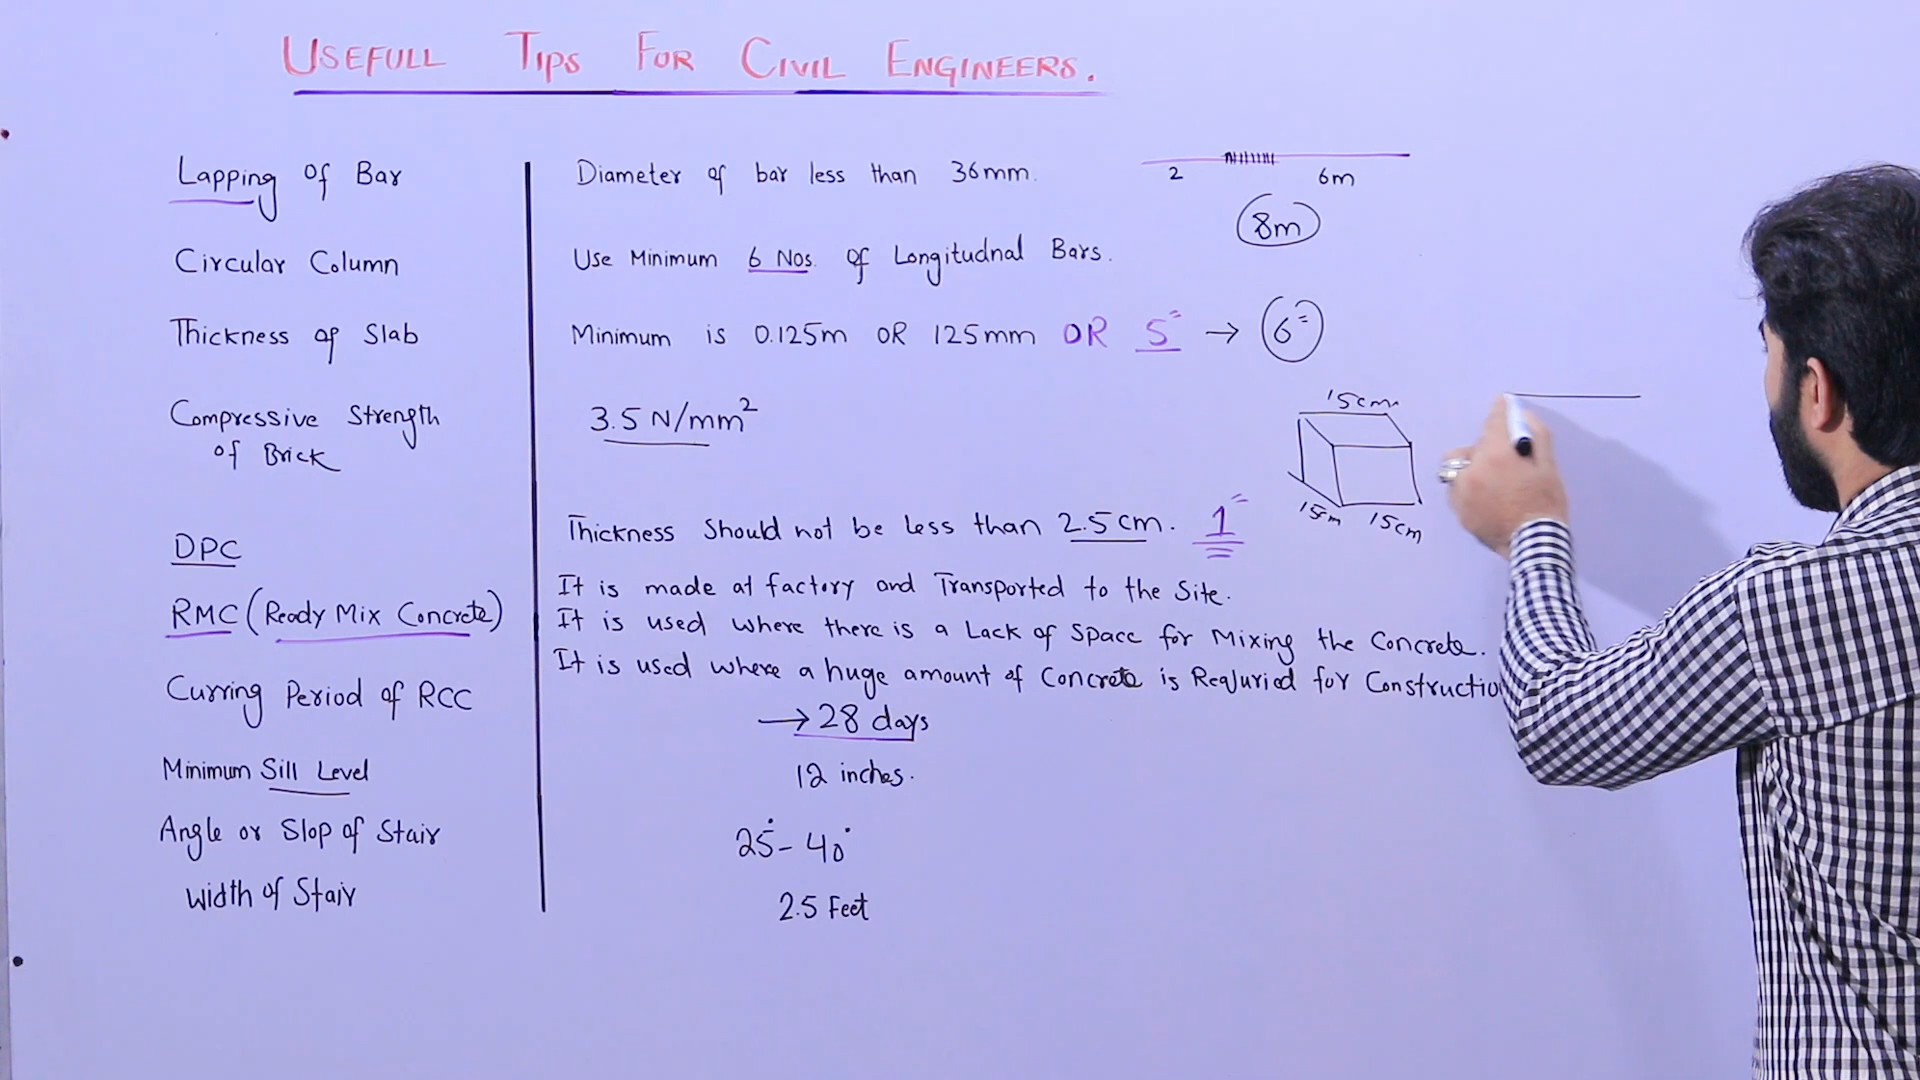 USEFULL TIPS FOR CIVIL ENGINEERS.
Lapping of Bar
Diameter of bar less than 36mm.
2 6m
8m
Circular Column
Use Minimum 6 Nos. of Longitudnal Bars.
Thickness of Slab
Minimum is 0.125m OR 125mm OR 5" → 6"
Compressive Strength
of Brick
3.5 N/mm²
15cm
15cm 15cm
DPC
Thickness Should not be Less than 2.5cm. 1"
RMC (Ready Mix Concrete)
It is made at factory and Transported to the Site.
It is used where there is a Lack of Space for Mixing the Concrete.
It is used where a huge amount of Concrete is Reqjuried for Constructio
Curring Period of RCC
→ 28 days
Minimum Sill Level
12 inches.
Angle or Slop of Stair
25° - 40°
Width of Stair
2.5 Feet